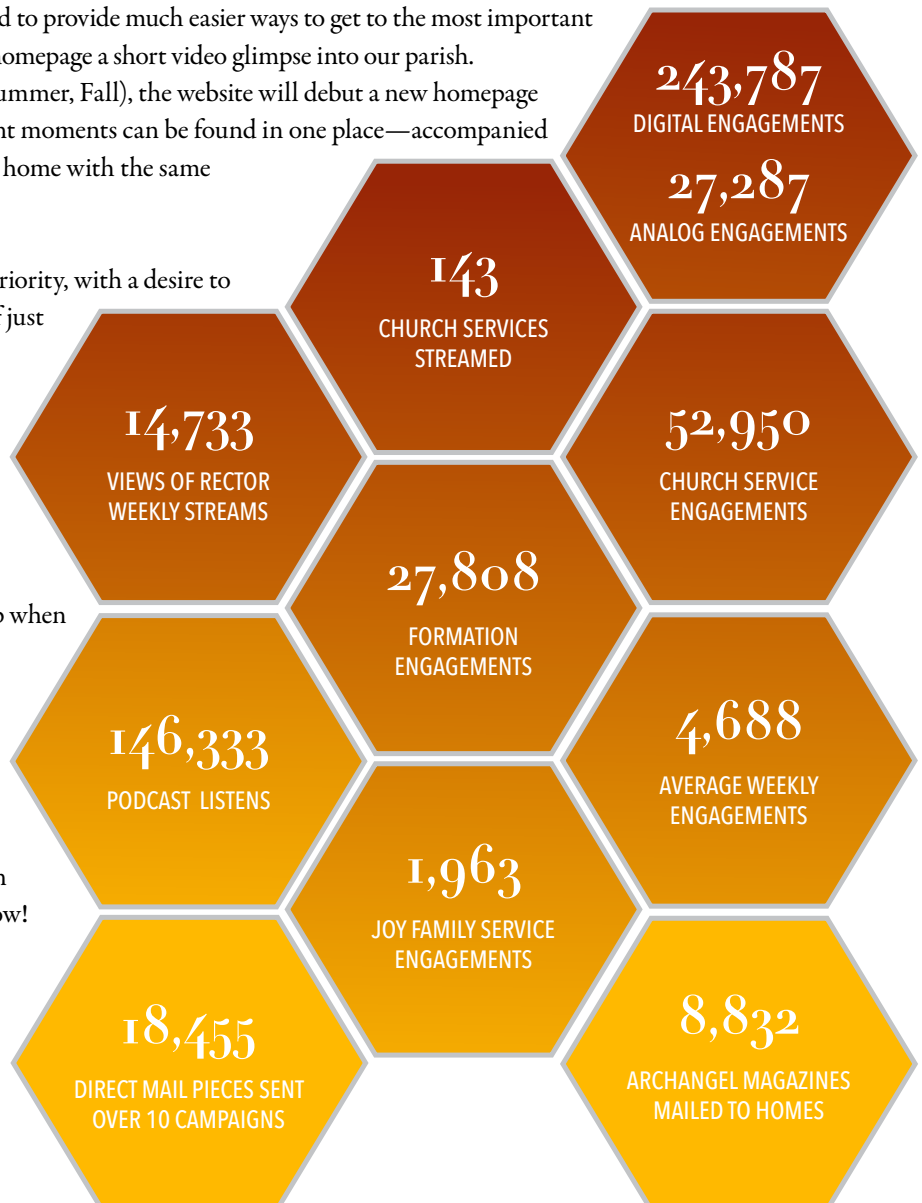 d to provide much easier ways to get to the most important
homepage a short video glimpse into our parish.
ummer, Fall), the website will debut a new homepage
nt moments can be found in one place—accompanied
home with the same
riority, with a desire to
just
o when
n
ow!
243,787
DIGITAL ENGAGEMENTS
27,287
ANALOG ENGAGEMENTS
143
CHURCH SERVICES
STREAMED
14,733
VIEWS OF RECTOR
WEEKLY STREAMS
52,950
CHURCH SERVICE
ENGAGEMENTS
27,808
FORMATION
ENGAGEMENTS
146,333
PODCAST LISTENS
4,688
AVERAGE WEEKLY
ENGAGEMENTS
1,963
JOY FAMILY SERVICE
ENGAGEMENTS
18,455
DIRECT MAIL PIECES SENT
OVER 10 CAMPAIGNS
8,832
ARCHANGEL MAGAZINES
MAILED TO HOMES